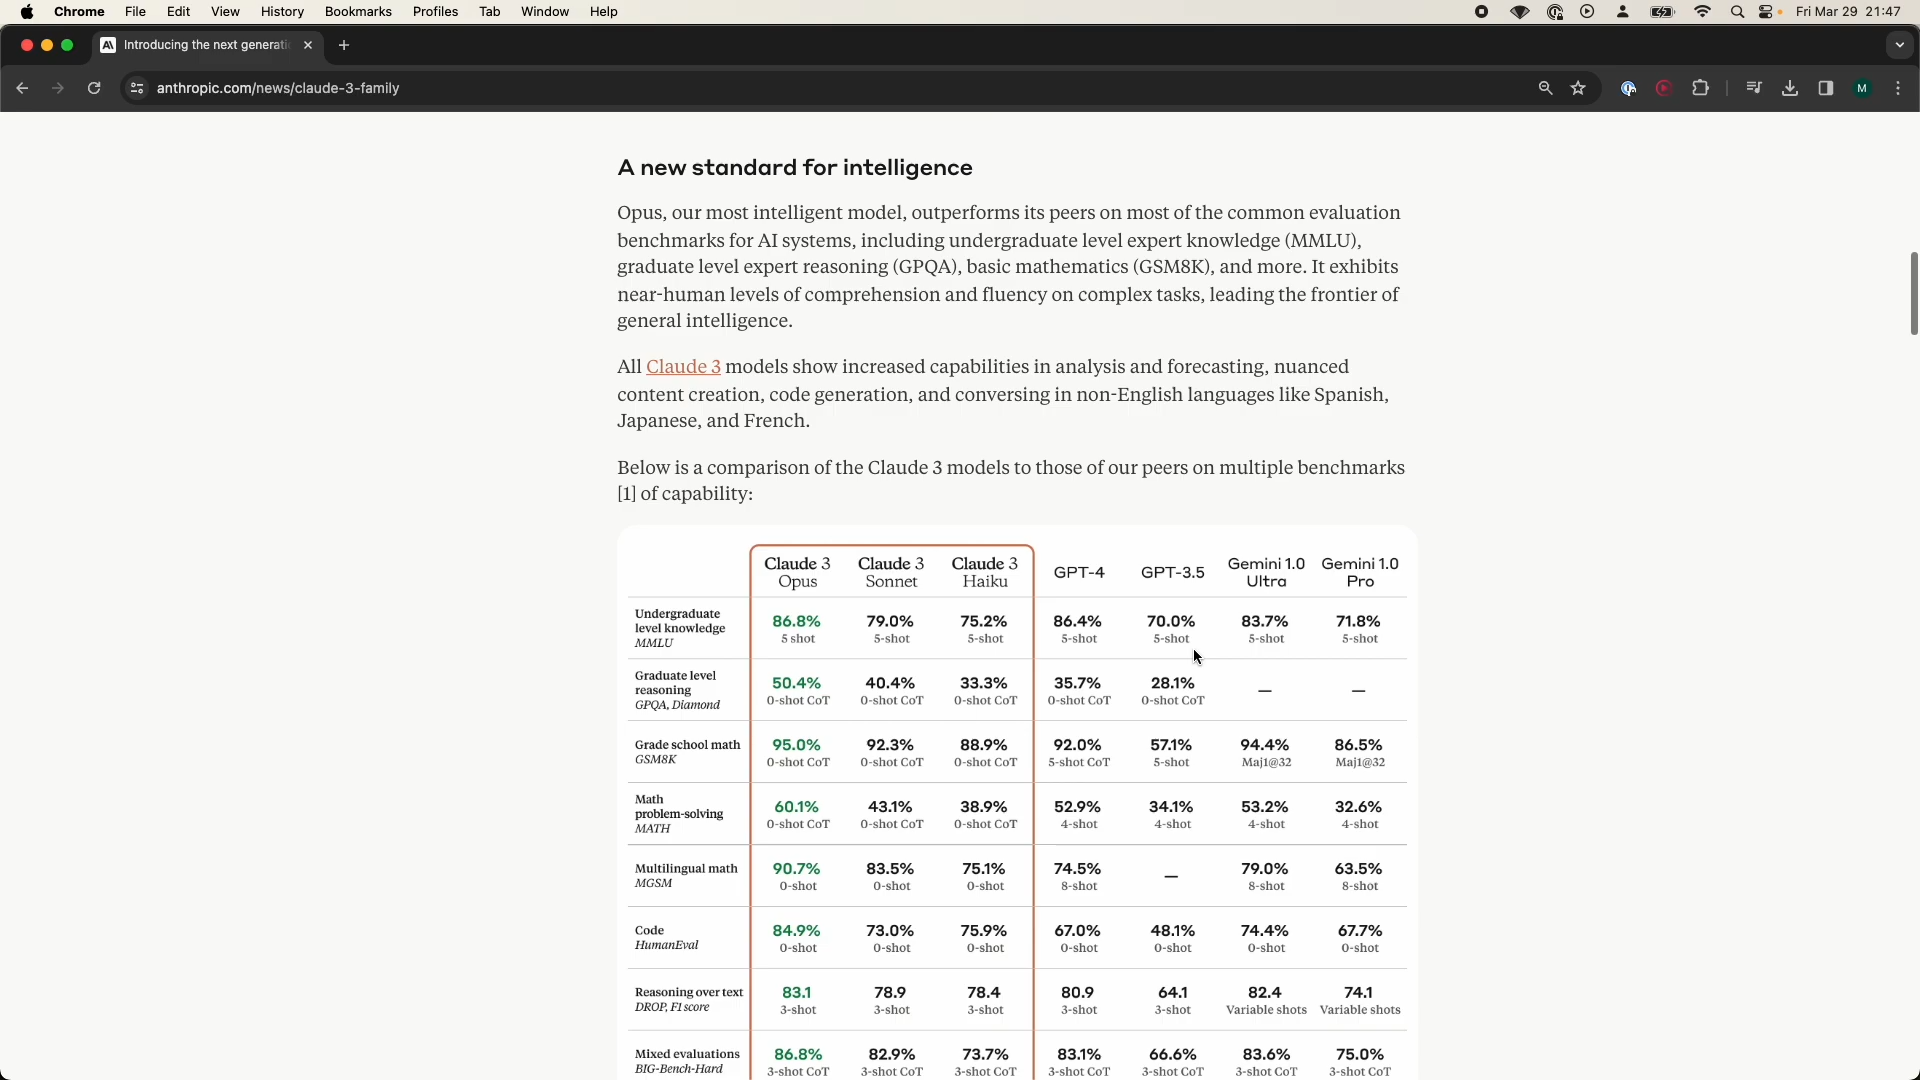 Chrome File Edit View History Bookmarks Profiles Tab Window Help Fri Mar 29 21:47
Introducing the next generati
anthropic.com/news/claude-3-family M
A new standard for intelligence
Opus, our most intelligent model, outperforms its peers on most of the common evaluation
benchmarks for AI systems, including undergraduate level expert knowledge (MMLU),
graduate level expert reasoning (GPQA), basic mathematics (GSM8K), and more. It exhibits
near-human levels of comprehension and fluency on complex tasks, leading the frontier of
general intelligence.
All Claude 3 models show increased capabilities in analysis and forecasting, nuanced
content creation, code generation, and conversing in non-English languages like Spanish,
Japanese, and French.
Below is a comparison of the Claude 3 models to those of our peers on multiple benchmarks
[1] of capability:
Claude 3 Opus Claude 3 Sonnet Claude 3 Haiku GPT-4 GPT-3.5 Gemini 1.0 Ultra Gemini 1.0 Pro
Undergraduate
level knowledge
MMLU
86.8% 79.0% 75.2% 86.4% 70.0% 83.7% 71.8%
5 shot 5-shot 5-shot 5-shot 5-shot 5-shot 5-shot
Graduate level
reasoning
GPQA, Diamond
50.4% 40.4% 33.3% 35.7% 28.1% — —
0-shot CoT 0-shot CoT 0-shot CoT 0-shot CoT 0-shot CoT
Grade school math
GSM8K
95.0% 92.3% 88.9% 92.0% 57.1% 94.4% 86.5%
0-shot CoT 0-shot CoT 0-shot CoT 5-shot CoT 5-shot Maj1@32 Maj1@32
Math
problem-solving
MATH
60.1% 43.1% 38.9% 52.9% 34.1% 53.2% 32.6%
0-shot CoT 0-shot CoT 0-shot CoT 4-shot 4-shot 4-shot 4-shot
Multilingual math
MGSM
90.7% 83.5% 75.1% 74.5% — 79.0% 63.5%
0-shot 0-shot 0-shot 8-shot 8-shot 8-shot
Code
HumanEval
84.9% 73.0% 75.9% 67.0% 48.1% 74.4% 67.7%
0-shot 0-shot 0-shot 0-shot 0-shot 0-shot 0-shot
Reasoning over text
DROP, F1 score
83.1 78.9 78.4 80.9 64.1 82.4 74.1
3-shot 3-shot 3-shot 3-shot 3-shot Variable shots Variable shots
Mixed evaluations
BIG-Bench-Hard
86.8% 82.9% 73.7% 83.1% 66.6% 83.6% 75.0%
3-shot CoT 3-shot CoT 3-shot CoT 3-shot CoT 3-shot CoT 3-shot CoT 3-shot CoT